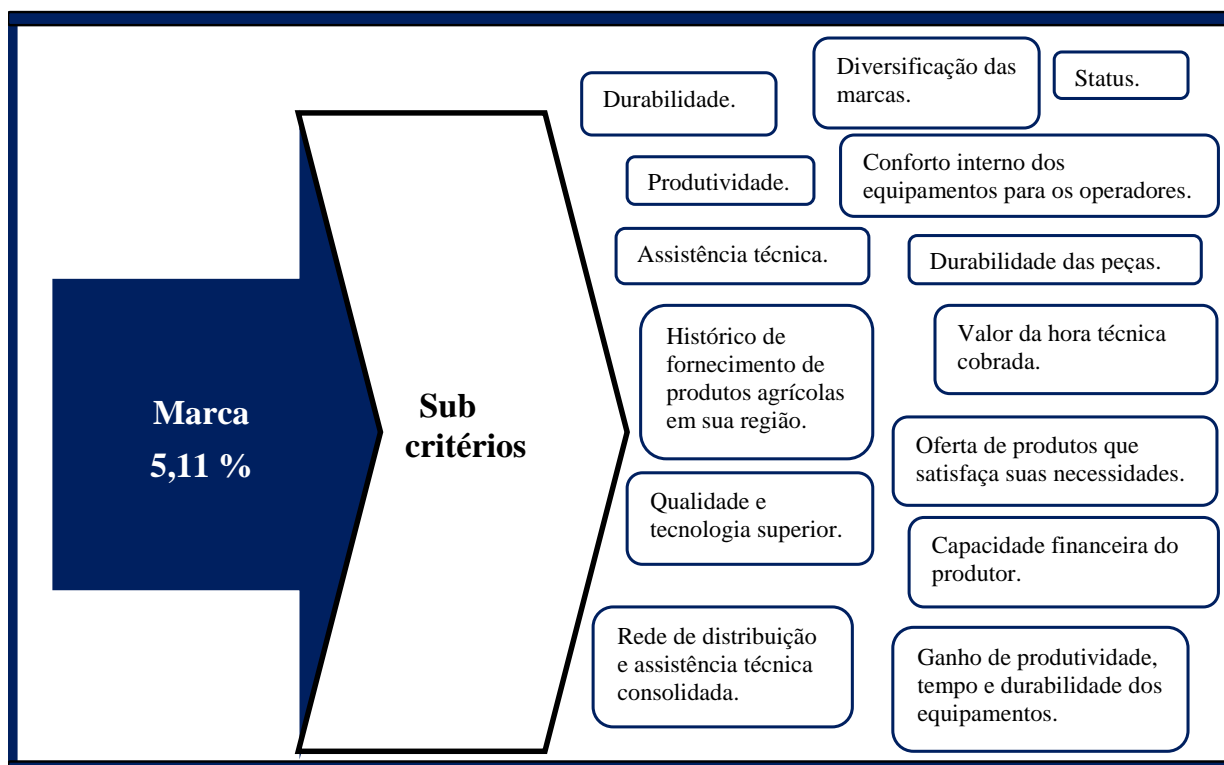 Marca
5,11 %
Sub
critérios
Durabilidade.
Diversificação das
marcas.
Status.
Produtividade.
Conforto interno dos
equipamentos para os operadores.
Assistência técnica.
Durabilidade das peças.
Histórico de
fornecimento de
produtos agrícolas
em sua região.
Valor da hora técnica
cobrada.
Oferta de produtos que
satisfaça suas necessidades.
Qualidade e
tecnologia superior.
Capacidade financeira do
produtor.
Rede de distribuição
e assistência técnica
consolidada.
Ganho de produtividade,
tempo e durabilidade dos
equipamentos.